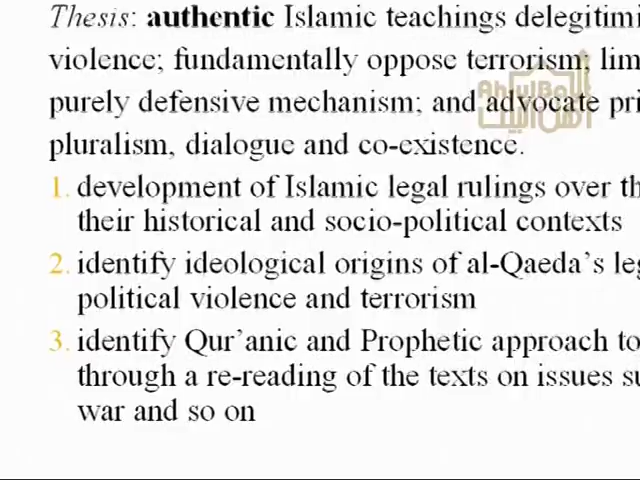 Thesis: authentic Islamic teachings delegitimi
violence; fundamentally oppose terrorism; lim
purely defensive mechanism; and advocate pri
pluralism, dialogue and co-existence.
1. development of Islamic legal rulings over th
their historical and socio-political contexts
2. identify ideological origins of al-Qaeda’s leg
political violence and terrorism
3. identify Qur’anic and Prophetic approach to
through a re-reading of the texts on issues su
war and so on